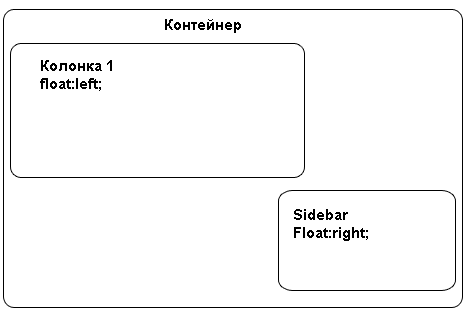 Контейнер
Колонка 1
float:left;
Sidebar
Float:right;